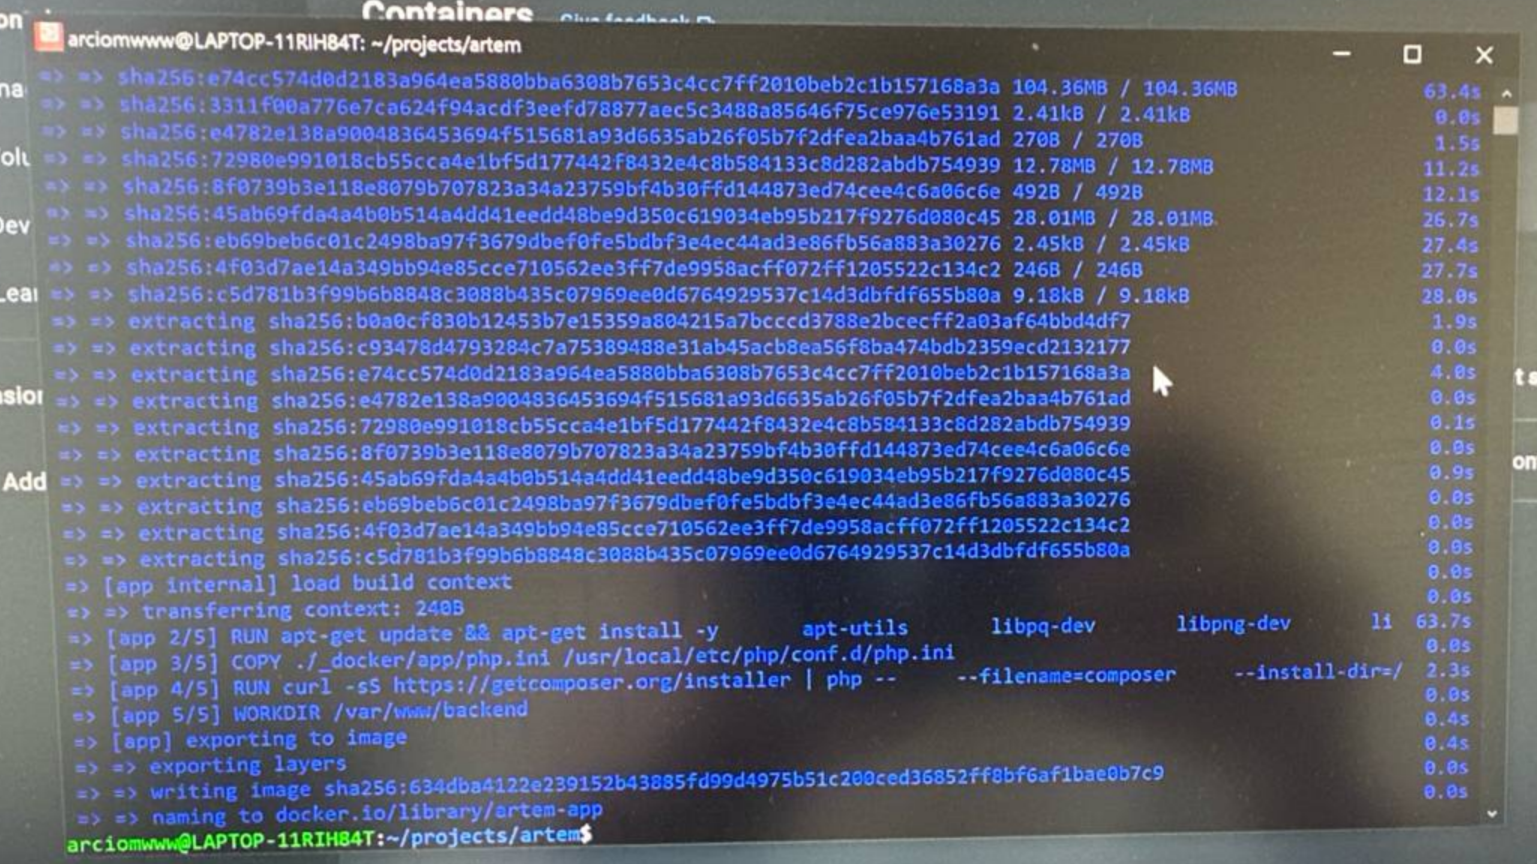 Containers Give feedback
arciomwww@LAPTOP-11RIH84T: ~/projects/artem
=> => sha256:e74cc574d0d2183a964ea5880bba6308b7653c4cc7ff2010beb2c1b157168a3a 104.36MB / 104.36MB 63.4s
=> => sha256:3311f00a776e7ca624f94acdf3eefd78877aec5c3488a85646f75ce976e53191 2.41kB / 2.41kB 0.0s
=> => sha256:e4782e138a9004836453694f515681a93d6635ab26f05b7f2dfea2baa4b761ad 270B / 270B 1.5s
=> => sha256:72980e991018cb55cca4e1bf5d177442f8432e4c8b584133c8d282abdb754939 12.78MB / 12.78MB 11.2s
=> => sha256:8f0739b3e118e8079b707823a34a23759bf4b30ffd144873ed74cee4c6a06c6e 492B / 492B 12.1s
=> => sha256:45ab69fda4a4b0b514a4dd41eedd48be9d350c619034eb95b217f9276d080c45 28.01MB / 28.01MB 26.7s
=> => sha256:eb69beb6c01c2498ba97f3679dbef0fe5bdbf3e4ec44ad3e86fb56a883a30276 2.45kB / 2.45kB 27.4s
=> => sha256:4f03d7ae14a349bb94e85cce710562ee3ff7de9958acff072ff1205522c134c2 246B / 246B 27.7s
=> => sha256:c5d781b3f99b6b8848c3088b435c07969ee0d6764929537c14d3dbfdf655b80a 9.18kB / 9.18kB 28.0s
=> => extracting sha256:b0a0cf830b12453b7e15359a804215a7bcccd3788e2bcecff2a03af64bbd4df7 1.9s
=> => extracting sha256:c93478d4793284c7a75389488e31ab45acb8ea56f8ba474bdb2359ecd2132177 0.0s
=> => extracting sha256:e74cc574d0d2183a964ea5880bba6308b7653c4cc7ff2010beb2c1b157168a3a 4.0s
=> => extracting sha256:e4782e138a9004836453694f515681a93d6635ab26f05b7f2dfea2baa4b761ad 0.0s
=> => extracting sha256:72980e991018cb55cca4e1bf5d177442f8432e4c8b584133c8d282abdb754939 0.1s
=> => extracting sha256:8f0739b3e118e8079b707823a34a23759bf4b30ffd144873ed74cee4c6a06c6e 0.0s
=> => extracting sha256:45ab69fda4a4b0b514a4dd41eedd48be9d350c619034eb95b217f9276d080c45 0.9s
=> => extracting sha256:eb69beb6c01c2498ba97f3679dbef0fe5bdbf3e4ec44ad3e86fb56a883a30276 0.0s
=> => extracting sha256:4f03d7ae14a349bb94e85cce710562ee3ff7de9958acff072ff1205522c134c2 0.0s
=> => extracting sha256:c5d781b3f99b6b8848c3088b435c07969ee0d6764929537c14d3dbfdf655b80a 0.0s
=> [app internal] load build context 0.0s
=> => transferring context: 240B 0.0s
=> [app 2/5] RUN apt-get update && apt-get install -y apt-utils libpq-dev libpng-dev li 63.7s
=> [app 3/5] COPY ./_docker/app/php.ini /usr/local/etc/php/conf.d/php.ini 0.0s
=> [app 4/5] RUN curl -sS https://getcomposer.org/installer | php -- --filename=composer --install-dir=/ 2.3s
=> [app 5/5] WORKDIR /var/www/backend 0.0s
=> [app] exporting to image 0.4s
=> => exporting layers 0.4s
=> => writing image sha256:634dba4122e239152b43885fd99d4975b51c200ced36852ff8bf6af1bae0b7c9 0.0s
=> => naming to docker.io/library/artem-app 0.0s
arciomwww@LAPTOP-11RIH84T:~/projects/artem$
Add